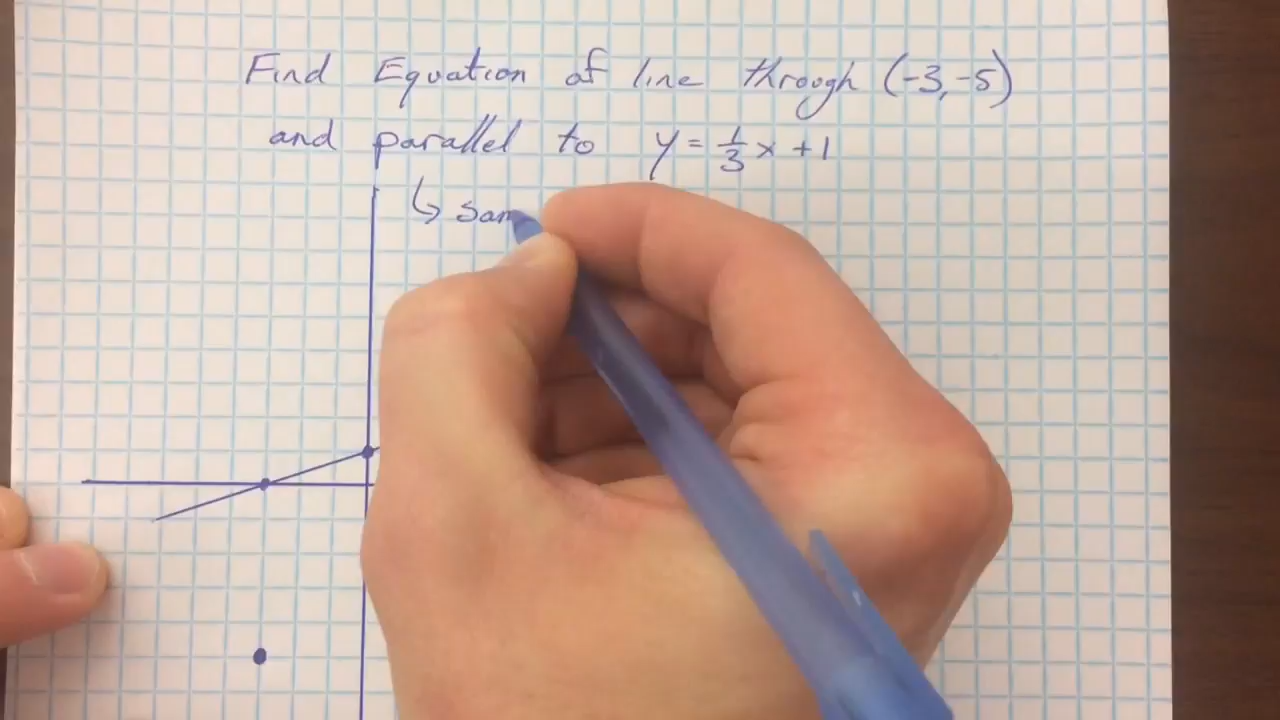 Find Equation of line through (-3,-5)
and parallel to y = 1/3 x + 1
↳ Sam